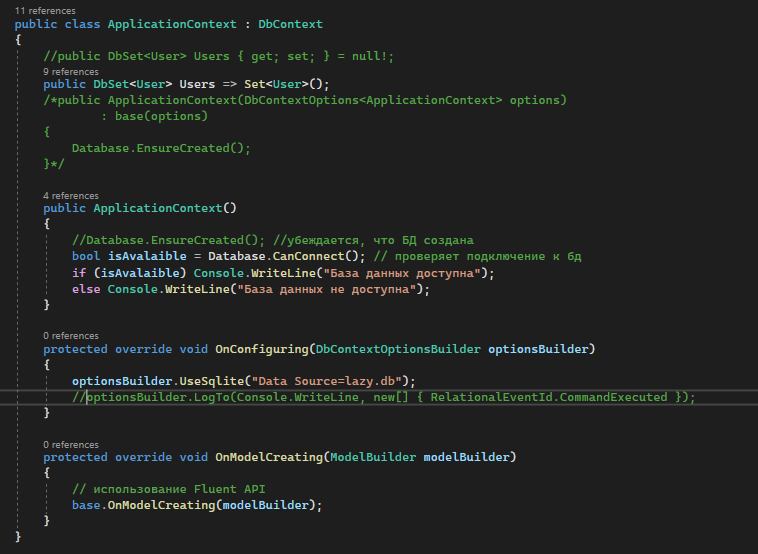 11 references
public class ApplicationContext : DbContext
{
//public DbSet<User> Users { get; set; } = null!;
9 references
public DbSet<User> Users => Set<User>();
/*public ApplicationContext(DbContextOptions<ApplicationContext> options)
: base(options)
{
Database.EnsureCreated();
}*/
4 references
public ApplicationContext()
{
//Database.EnsureCreated(); //убеждается, что БД создана
bool isAvalaible = Database.CanConnect(); // проверяет подключение к бд
if (isAvalaible) Console.WriteLine("База данных доступна");
else Console.WriteLine("База данных не доступна");
}
0 references
protected override void OnConfiguring(DbContextOptionsBuilder optionsBuilder)
{
optionsBuilder.UseSqlite("Data Source=lazy.db");
//optionsBuilder.LogTo(Console.WriteLine, new[] { RelationalEventId.CommandExecuted });
}
0 references
protected override void OnModelCreating(ModelBuilder modelBuilder)
{
// использование Fluent API
base.OnModelCreating(modelBuilder);
}
}